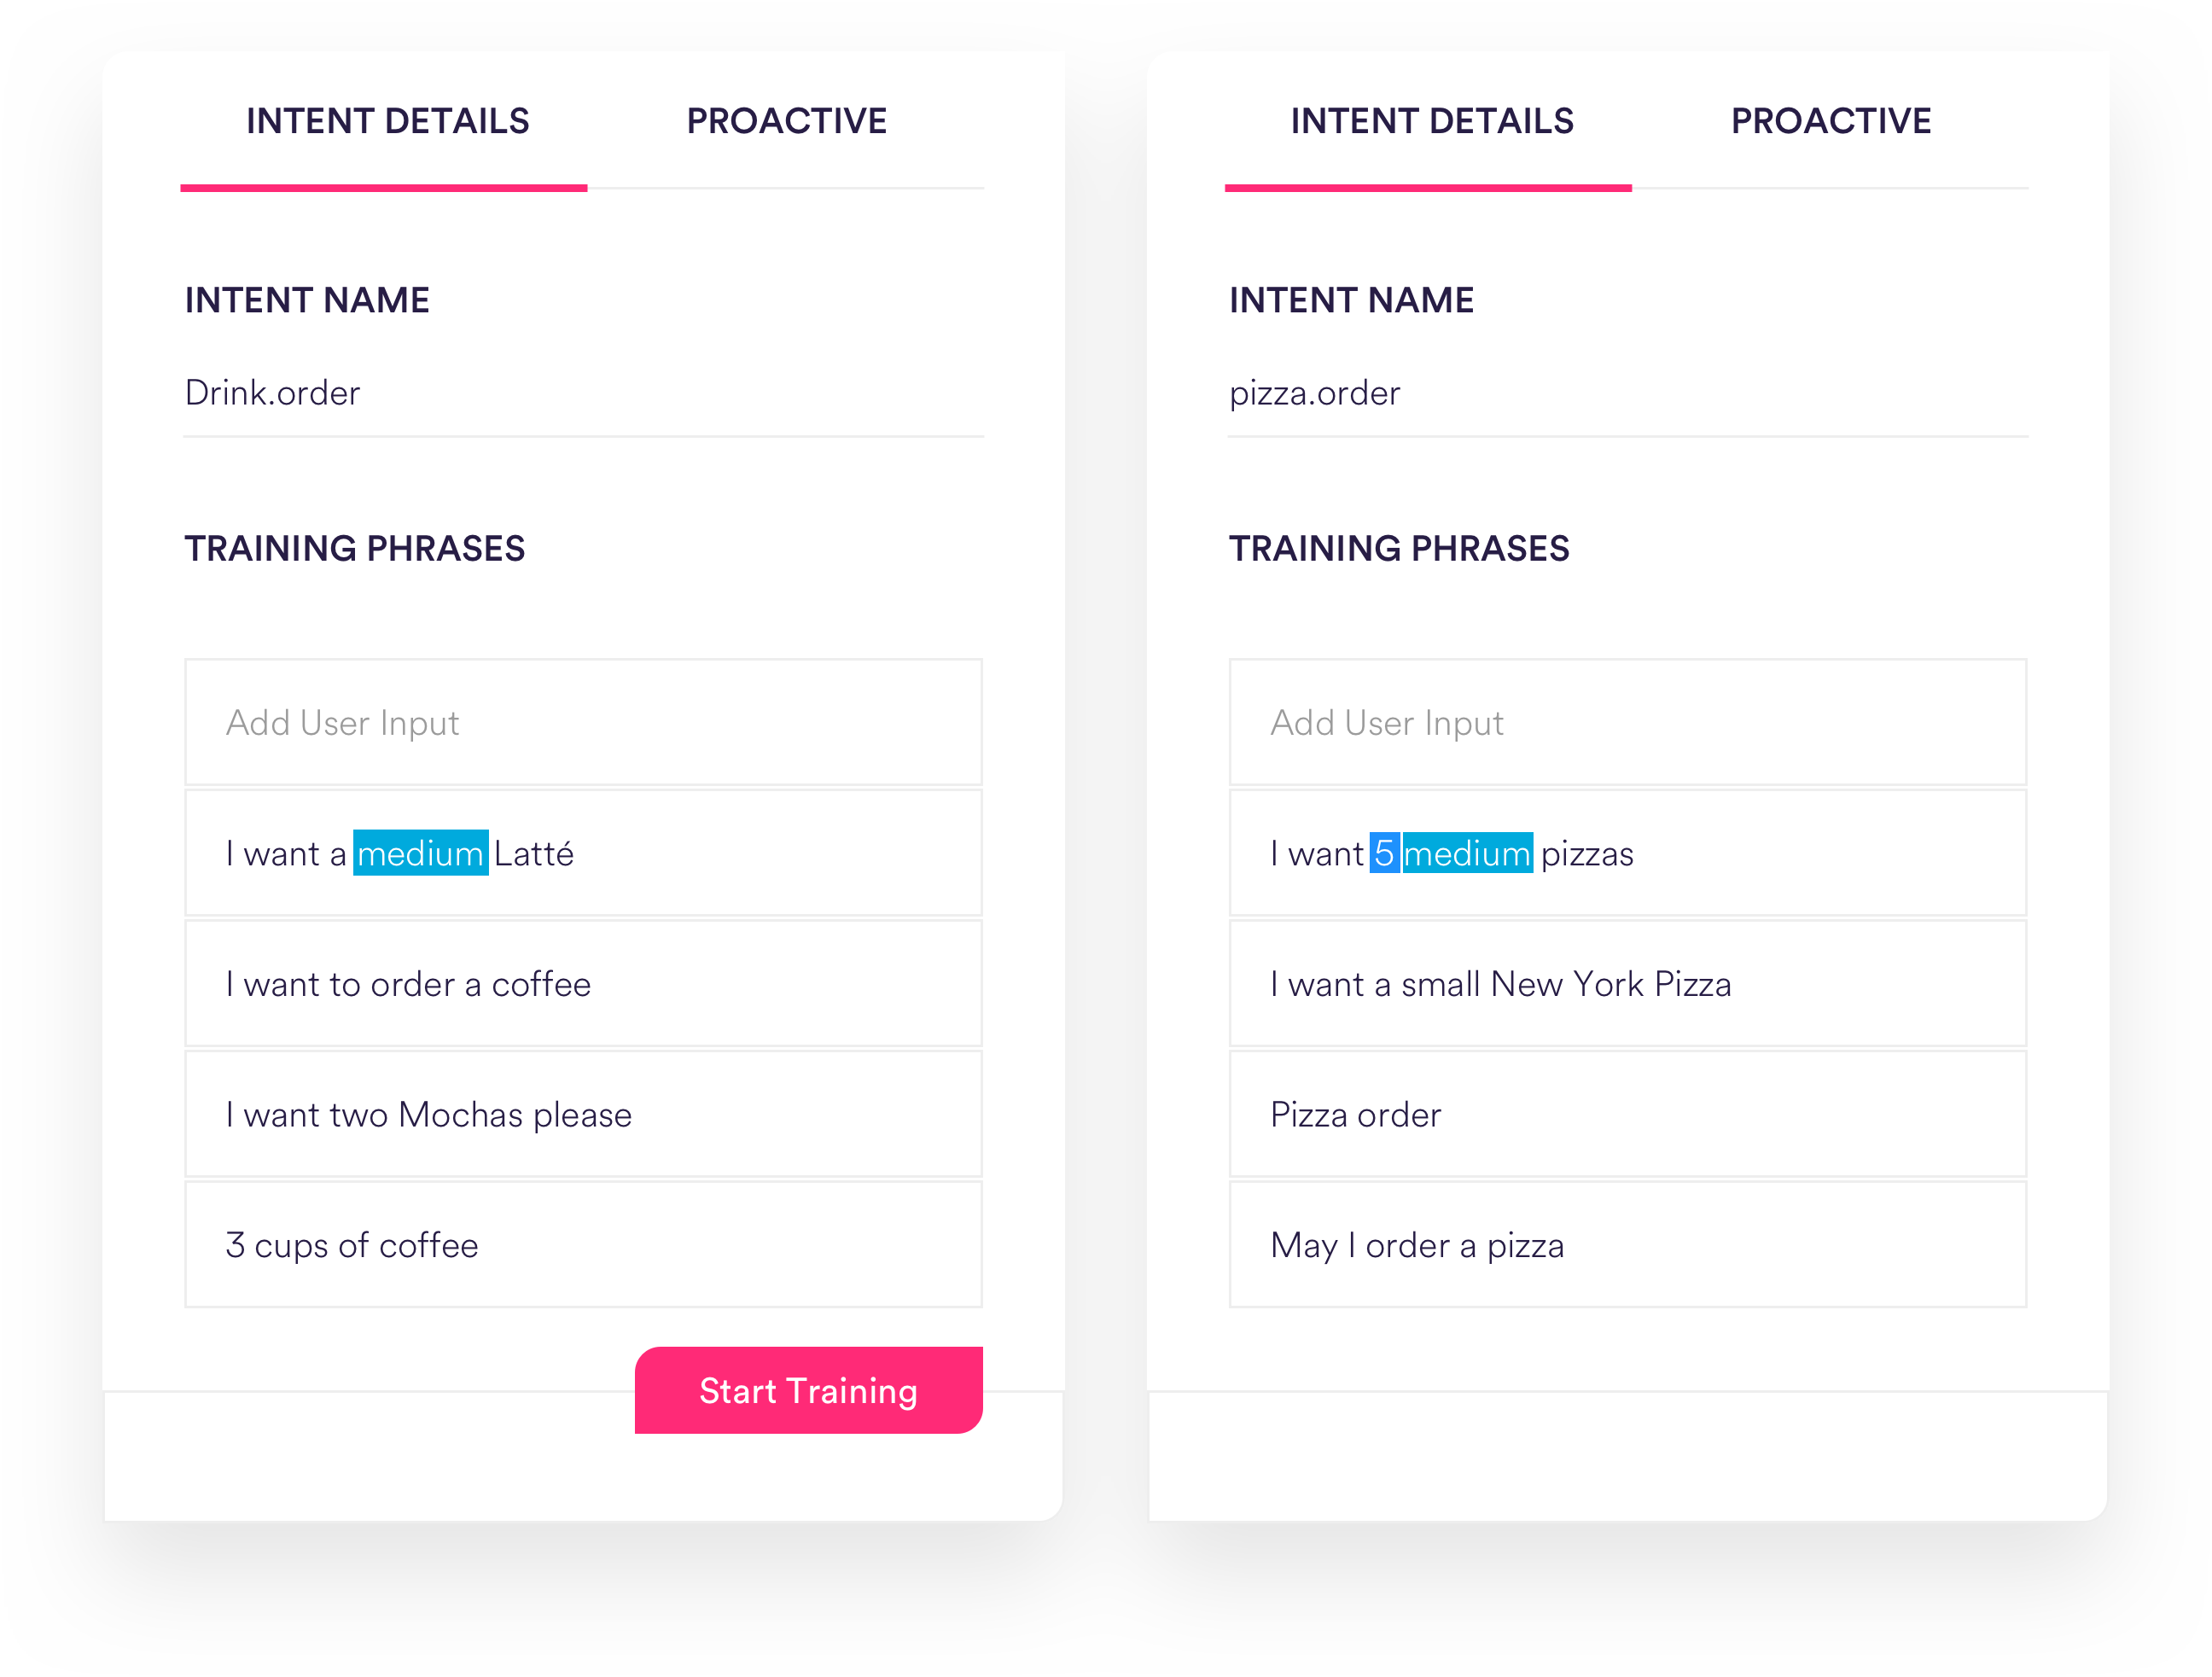 INTENT DETAILS PROACTIVE
INTENT NAME
Drink.order
TRAINING PHRASES
Add User Input
I want a medium Latté
I want to order a coffee
I want two Mochas please
3 cups of coffee
Start Training
INTENT DETAILS PROACTIVE
INTENT NAME
pizza.order
TRAINING PHRASES
Add User Input
I want 5 medium pizzas
I want a small New York Pizza
Pizza order
May I order a pizza